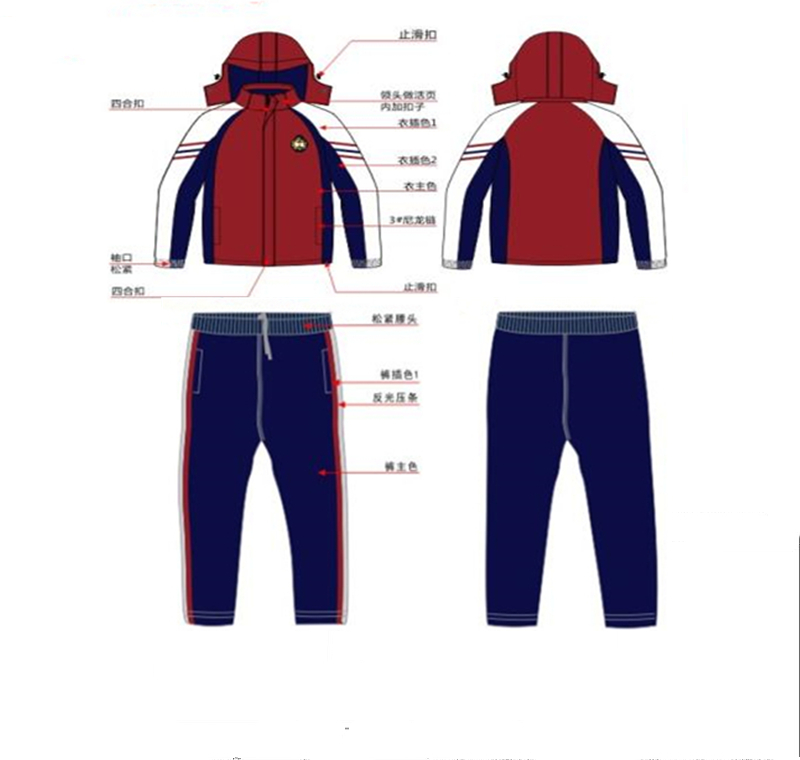 止滑扣
四合扣
领头做活页
内加扣子
衣插色1
衣插色2
衣主色
3#尼龙链
袖口
松紧
四合扣
止滑扣
松紧腰头
裤插色1
反光压条
裤主色